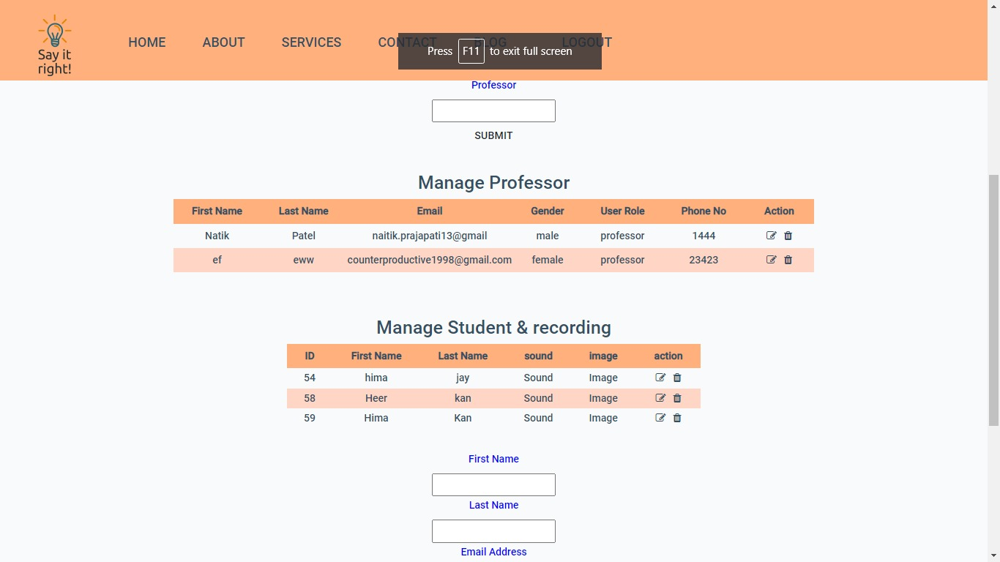 Say it
right!
HOME ABOUT SERVICES CONTACT BLOG LOGOUT
Press F11 to exit full screen
Professor
SUBMIT
Manage Professor
First Name Last Name Email Gender User Role Phone No Action
Natik Patel naitik.prajapati13@gmail male professor 1444
ef eww counterproductive1998@gmail.com female professor 23423
Manage Student & recording
ID First Name Last Name sound image action
54 hima jay Sound Image
58 Heer kan Sound Image
59 Hima Kan Sound Image
First Name
Last Name
Email Address